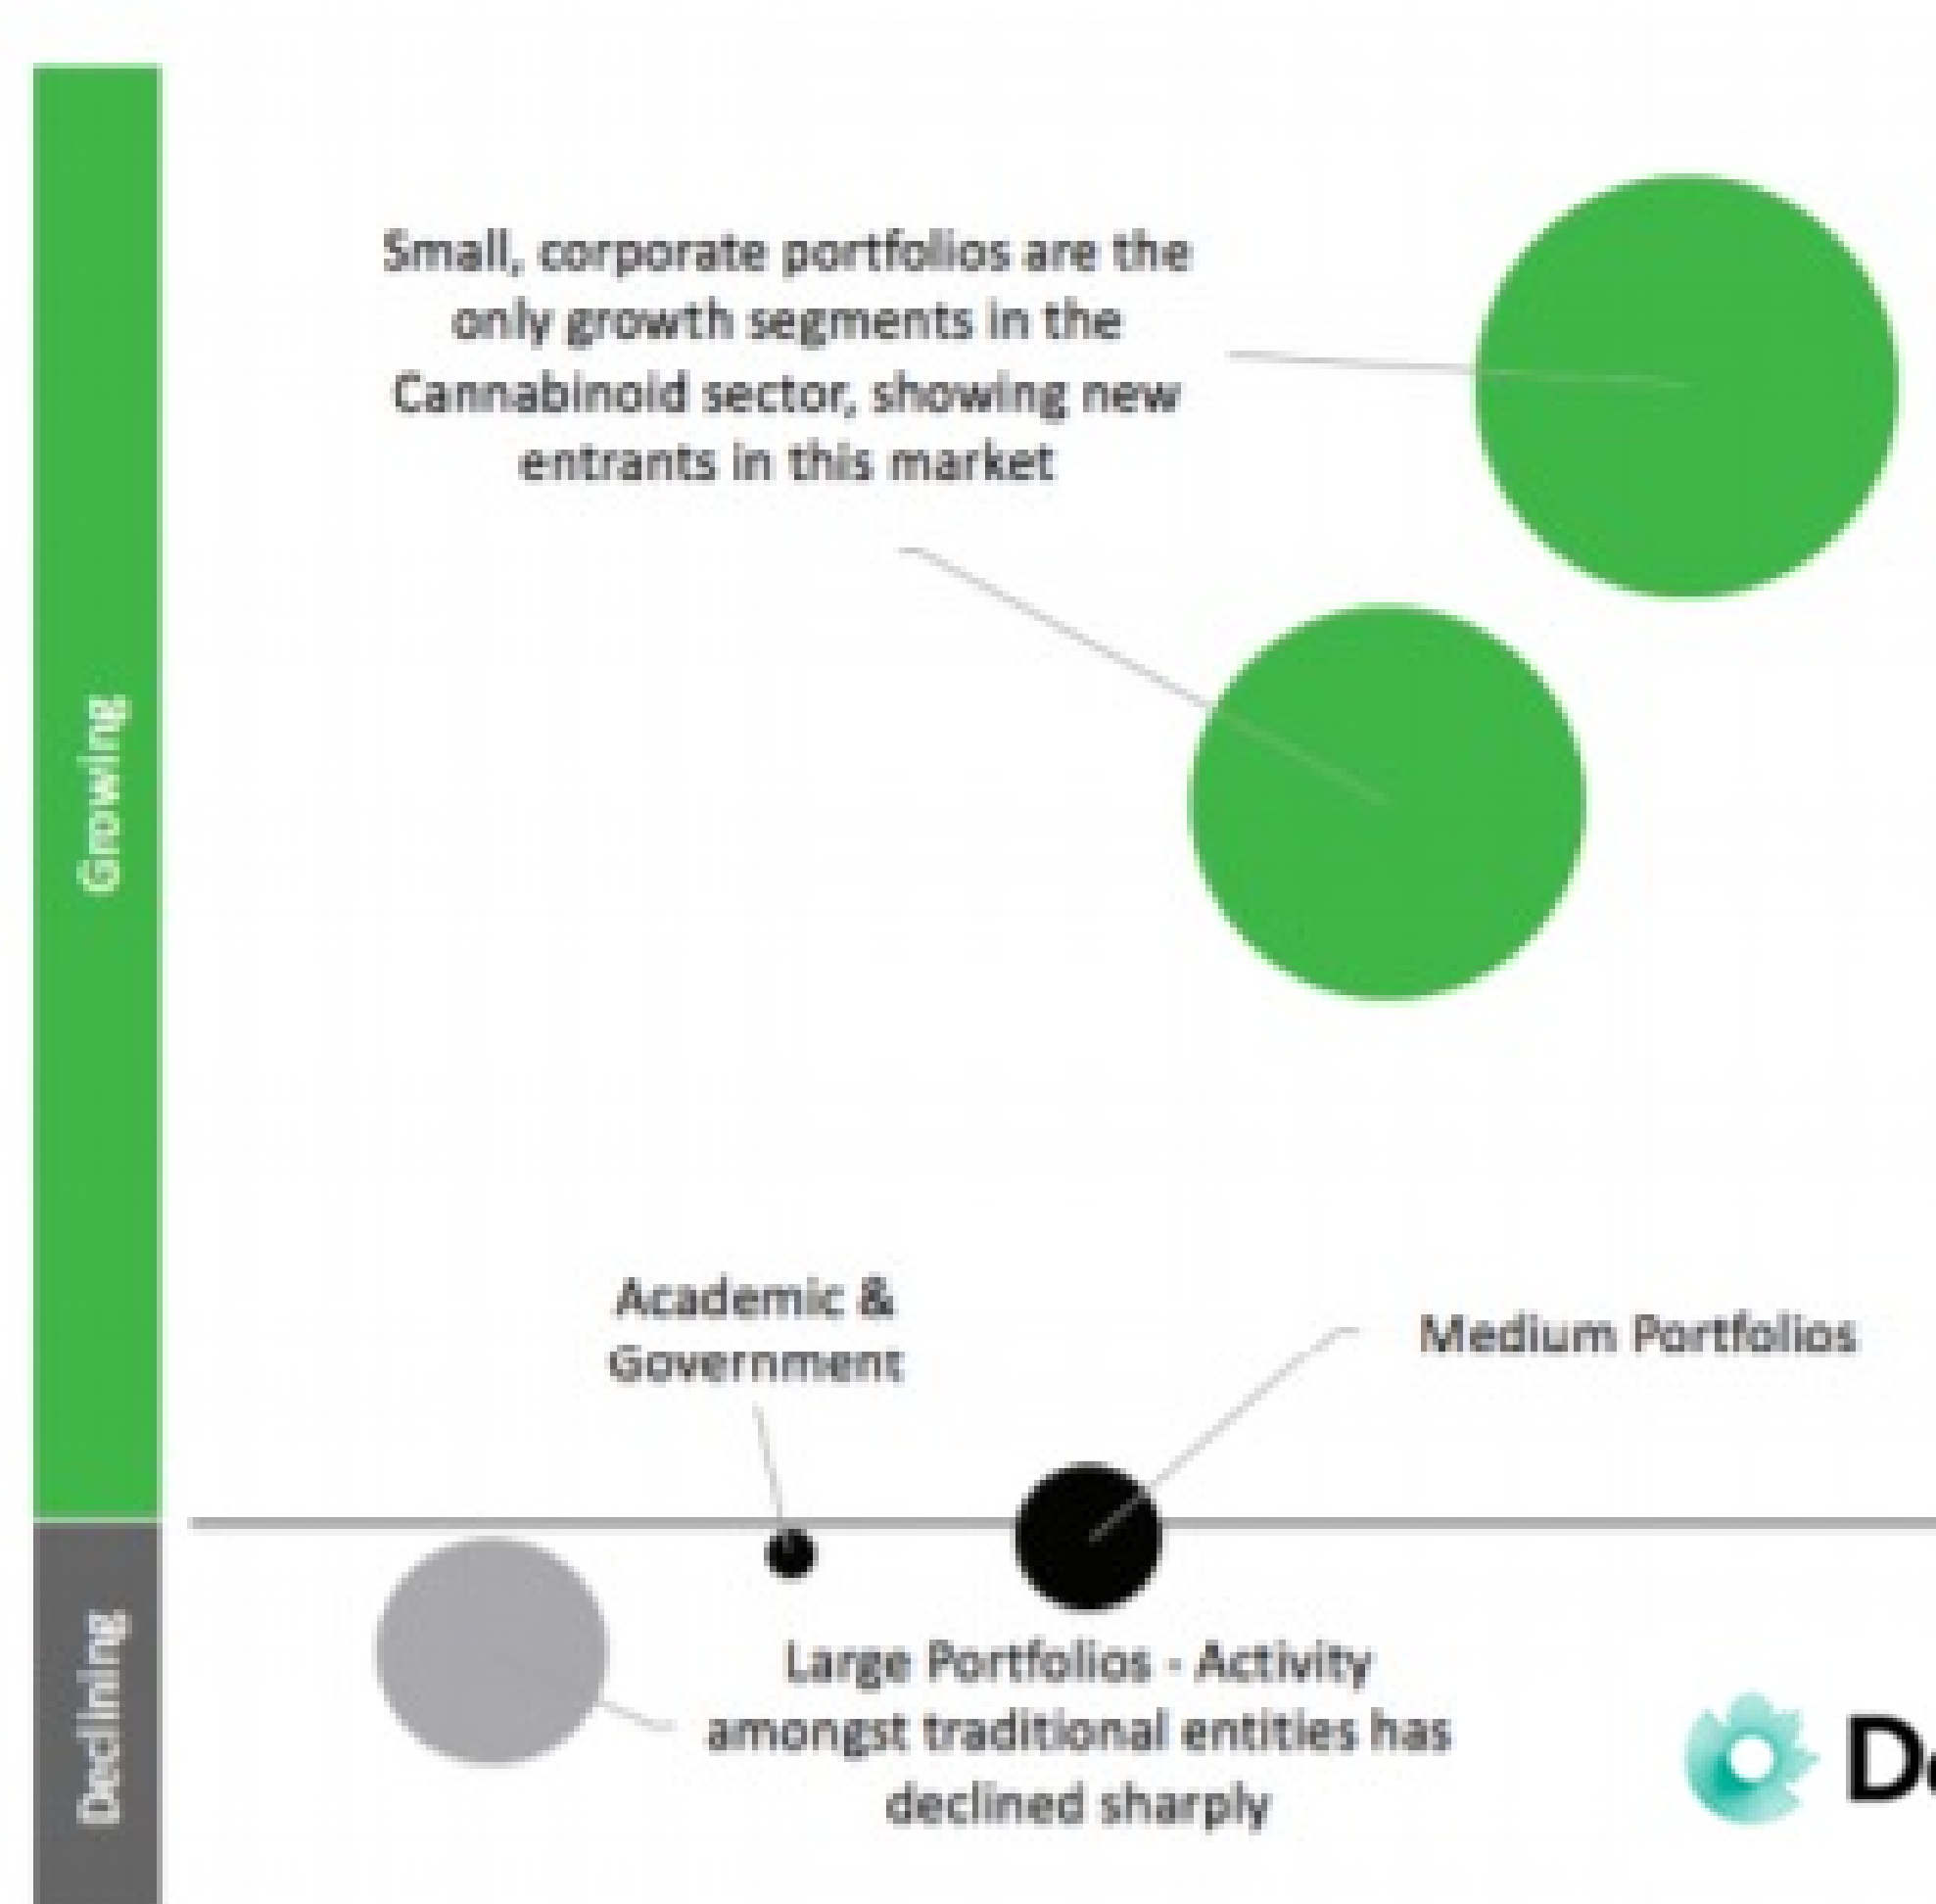 Growing
Small, corporate portfolios are the
only growth segments in the
Cannabinoid sector, showing new
entrants in this market
Academic &
Government
Medium Portfolios
Declining
Large Portfolios - Activity
amongst traditional entities has
declined sharply